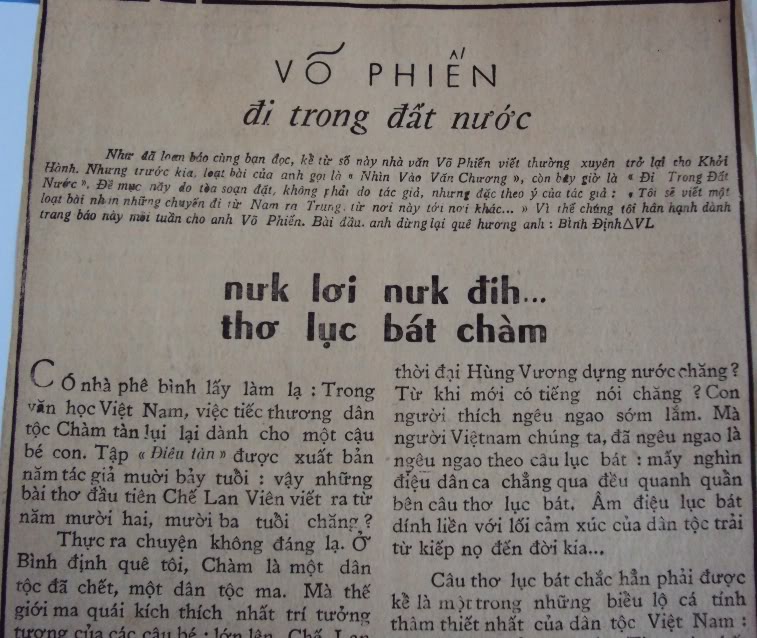 VÕ PHIẾN
đi trong đất nước
Như đã loan báo cùng bạn đọc, kể từ số này nhà văn Võ Phiến viết thường xuyên trở lại cho Khởi
Hành. Nhưng trước kia, loạt bài của anh gọi là « Nhìn Vào Văn Chương », còn bây giờ là « Đi Trong Đất
Nước ». Đề mục này do tòa soạn đặt, không phải do tác giả, nhưng đặc theo ý của tác giả : « Tôi sẽ viết một
loạt bài nhơn những chuyến đi từ Nam ra Trung, từ nơi này tới nơi khác... » Vì thế chúng tôi hân hạnh dành
trang báo này mỗi tuần cho anh Võ Phiến. Bài đầu. anh dừng lại quê hương anh : Bình Định△VL
nưk lơi nưk đih...
thơ lục bát chàm
CÓ nhà phê bình lấy làm lạ : Trong
văn học Việt Nam, việc tiếc thương dân
tộc Chàm tàn lụi lại dành cho một cậu
bé con. Tập « Điêu tàn » được xuất bản
năm tác giả mười bảy tuổi : vậy những
bài thơ đầu tiên Chế Lan Viên viết ra từ
năm mười hai, mười ba tuổi chăng ?
Thực ra chuyện không đáng lạ. Ở
Bình định quê tôi, Chàm là một dân
tộc đã chết, một dân tộc ma. Mà thế
giới ma quái kích thích nhất trí tưởng
tượng của các cậu bé : lớn lên, Chế Lan
thời đại Hùng Vương dựng nước chăng ?
Từ khi mới có tiếng nói chăng ? Con
người thích ngêu ngao sớm lắm. Mà
người Việtnam chúng ta, đã ngêu ngao là
ngêu ngao theo câu lục bát : mấy nghìn
điệu dân ca chẳng qua đều quanh quẩn
bên câu thơ lục bát. Âm điệu lục bát
dính liền với lối cảm xúc của dân tộc trải
từ kiếp nọ đến đời kia...
Câu thơ lục bát chắc hẳn phải được
kể là một trong những biểu lộ cá tính
thâm thiết nhất của dân tộc Việt Nam :